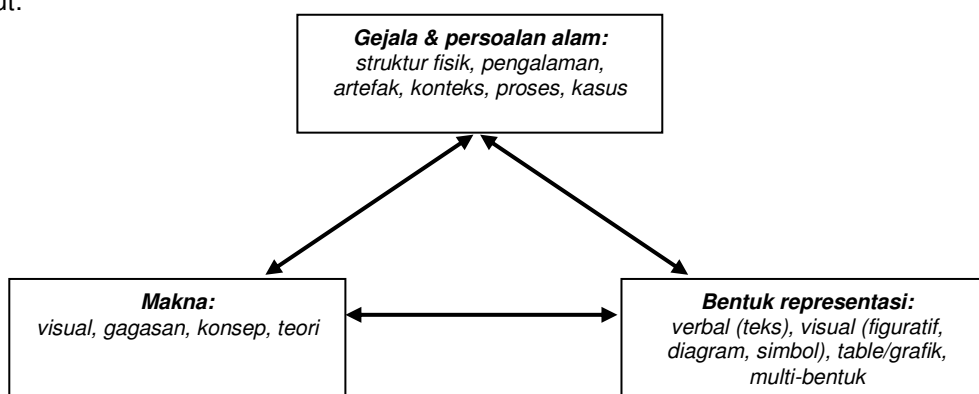 ut:
Gejala & persoalan alam:
struktur fisik, pengalaman,
artefak, konteks, proses, kasus
Makna:
visual, gagasan, konsep, teori
Bentuk representasi:
verbal (teks), visual (figuratif,
diagram, simbol), table/grafik,
multi-bentuk